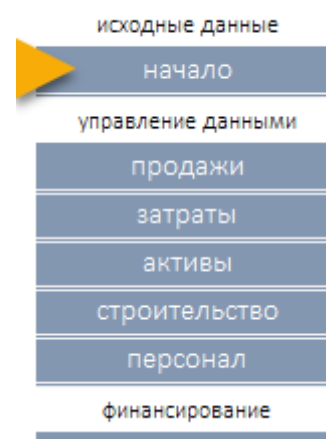 исходные данные
начало
управление данными
продажи
затраты
активы
строительство
персонал
финансирование